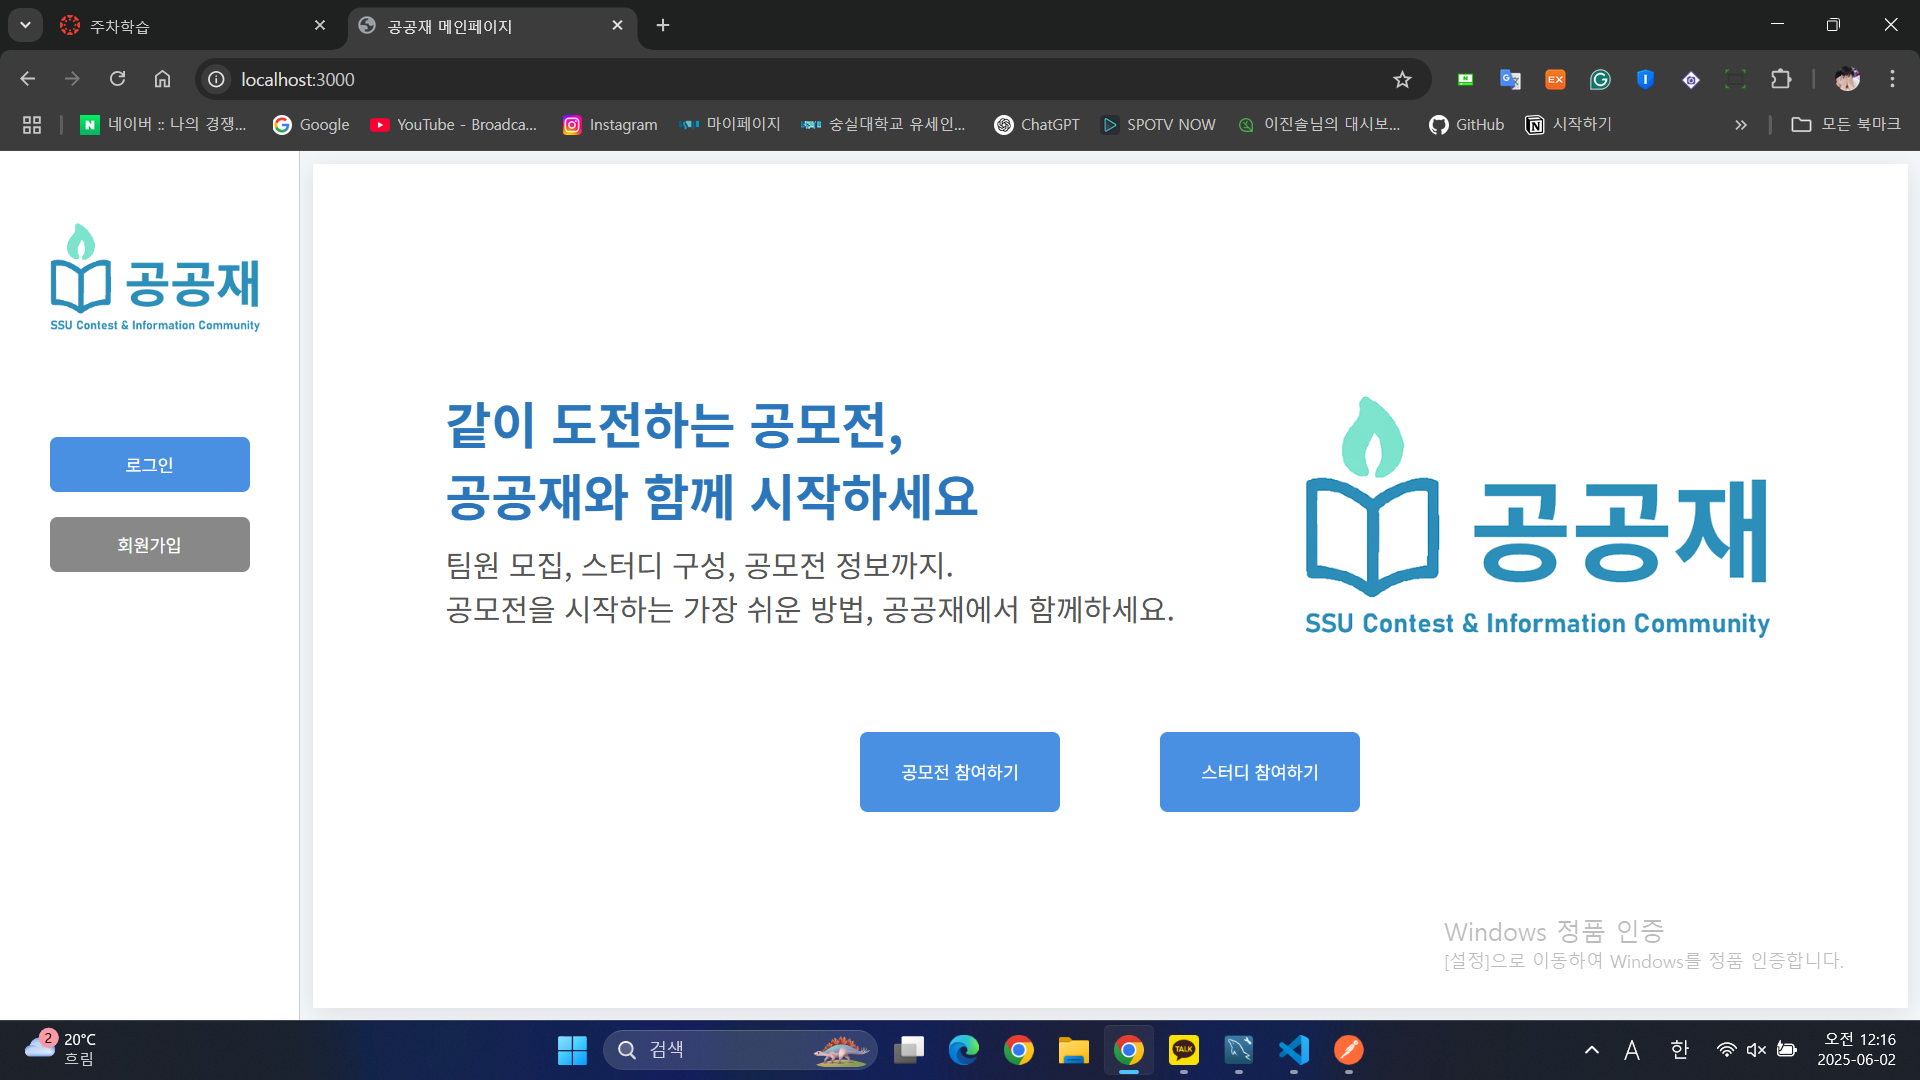 주차학습
공공재 메인페이지
localhost:3000
네이버 :: 나의 경쟁...
Google
YouTube - Broadca...
Instagram
마이페이지
숭실대학교 유세인...
ChatGPT
SPOTV NOW
이진솔님의 대시보...
GitHub
시작하기
모든 북마크
공공재
SSU Contest & Information Community
로그인
회원가입
같이 도전하는 공모전,
공공재와 함께 시작하세요
팀원 모집, 스터디 구성, 공모전 정보까지.
공모전을 시작하는 가장 쉬운 방법, 공공재에서 함께하세요.
공공재
SSU Contest & Information Community
공모전 참여하기
스터디 참여하기
Windows 정품 인증
[설정]으로 이동하여 Windows를 정품 인증합니다.
2
20°C
흐림
검색
TALK
A
한
오전 12:16
2025-06-02